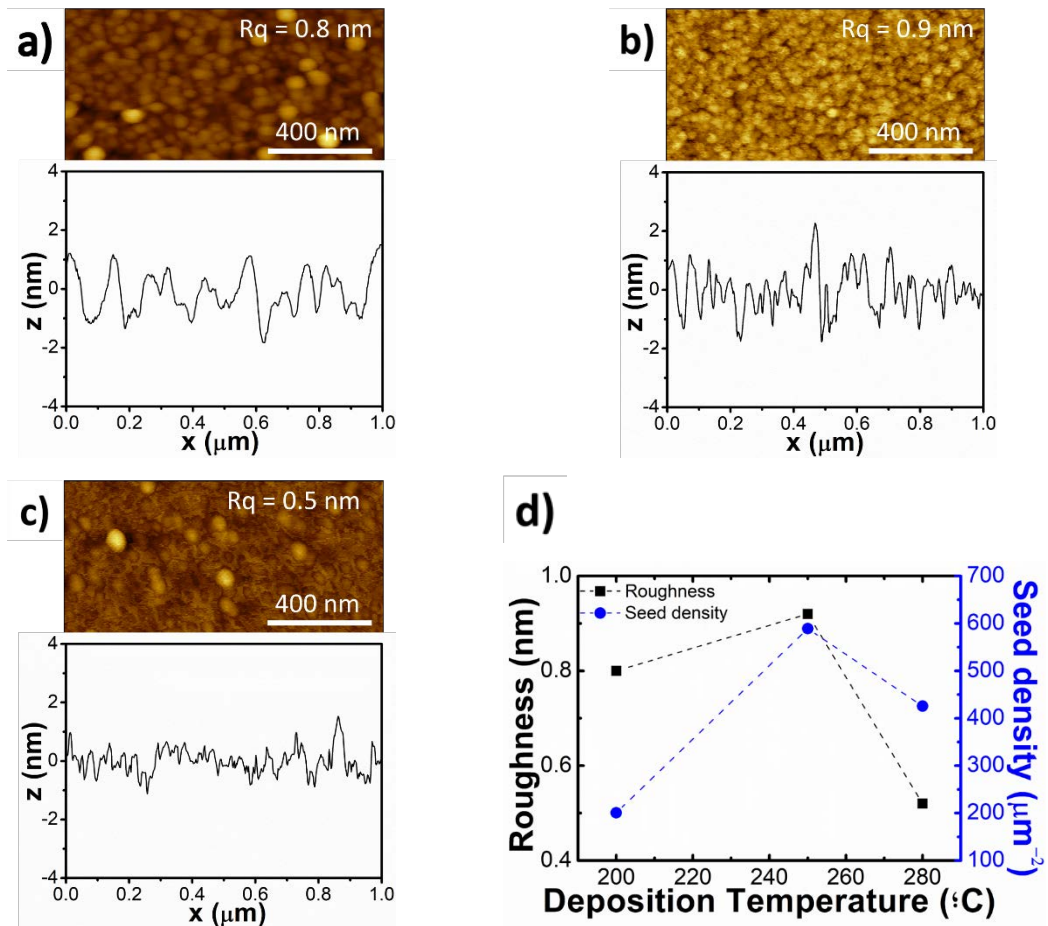 a)
Rq = 0.8 nm
400 nm
4
2
0
-2
-4
z (nm)
0.0 0.2 0.4 0.6 0.8 1.0
x (μm)
b)
Rq = 0.9 nm
400 nm
4
2
0
-2
-4
z (nm)
0.0 0.2 0.4 0.6 0.8 1.0
x (μm)
c)
Rq = 0.5 nm
400 nm
4
2
0
-2
-4
z (nm)
0.0 0.2 0.4 0.6 0.8 1.0
x (μm)
d)
Roughness
Seed density
1.0
0.8
0.6
0.4
Roughness (nm)
700
600
500
400
300
200
100
Seed density (μm⁻²)
200 220 240 260 280
Deposition Temperature (°C)